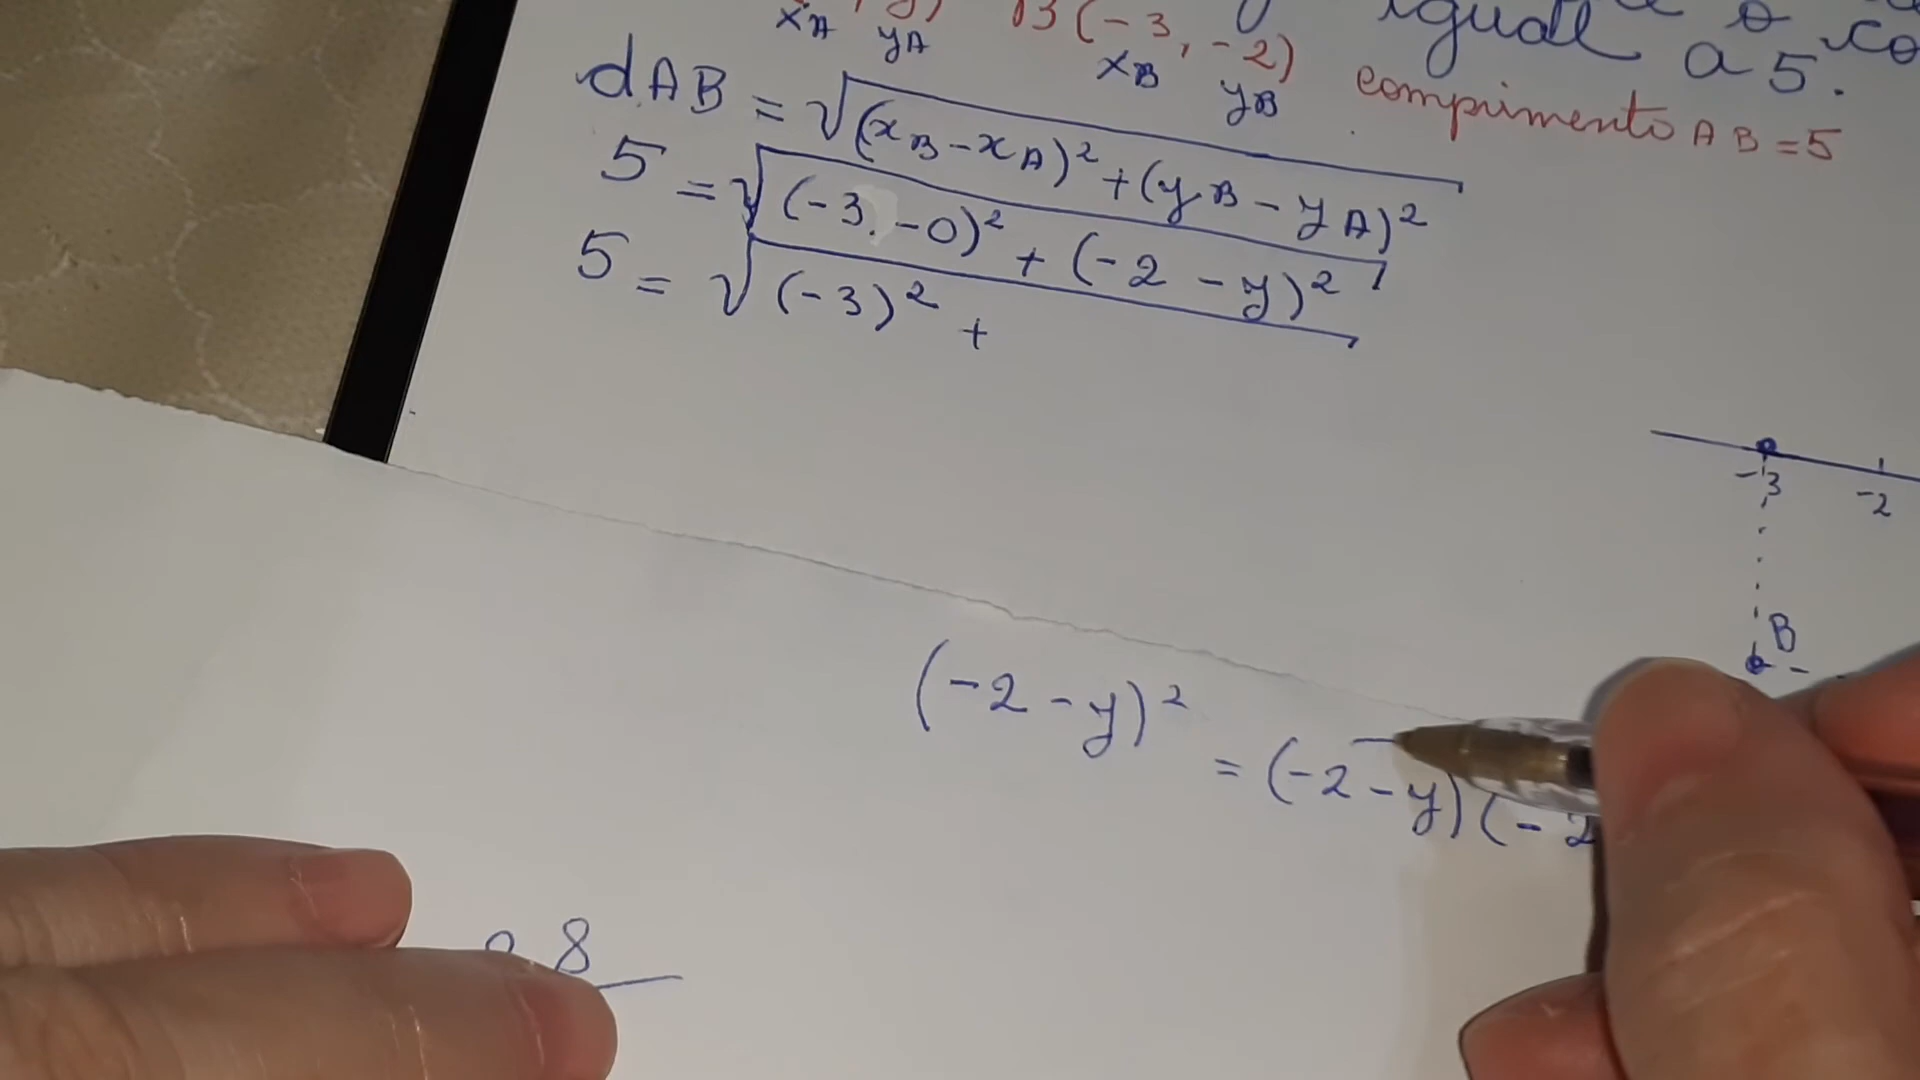 igual a 5.
B(-3, -2)
xA yA xB yB
comprimento AB = 5
dAB = √(xB - xA)² + (yB - yA)²
5 = √(-3 - 0)² + (-2 - y)²
5 = √(-3)² +
-3 -2
B
(-2 - y)²
= (-2 - y)(-2
8